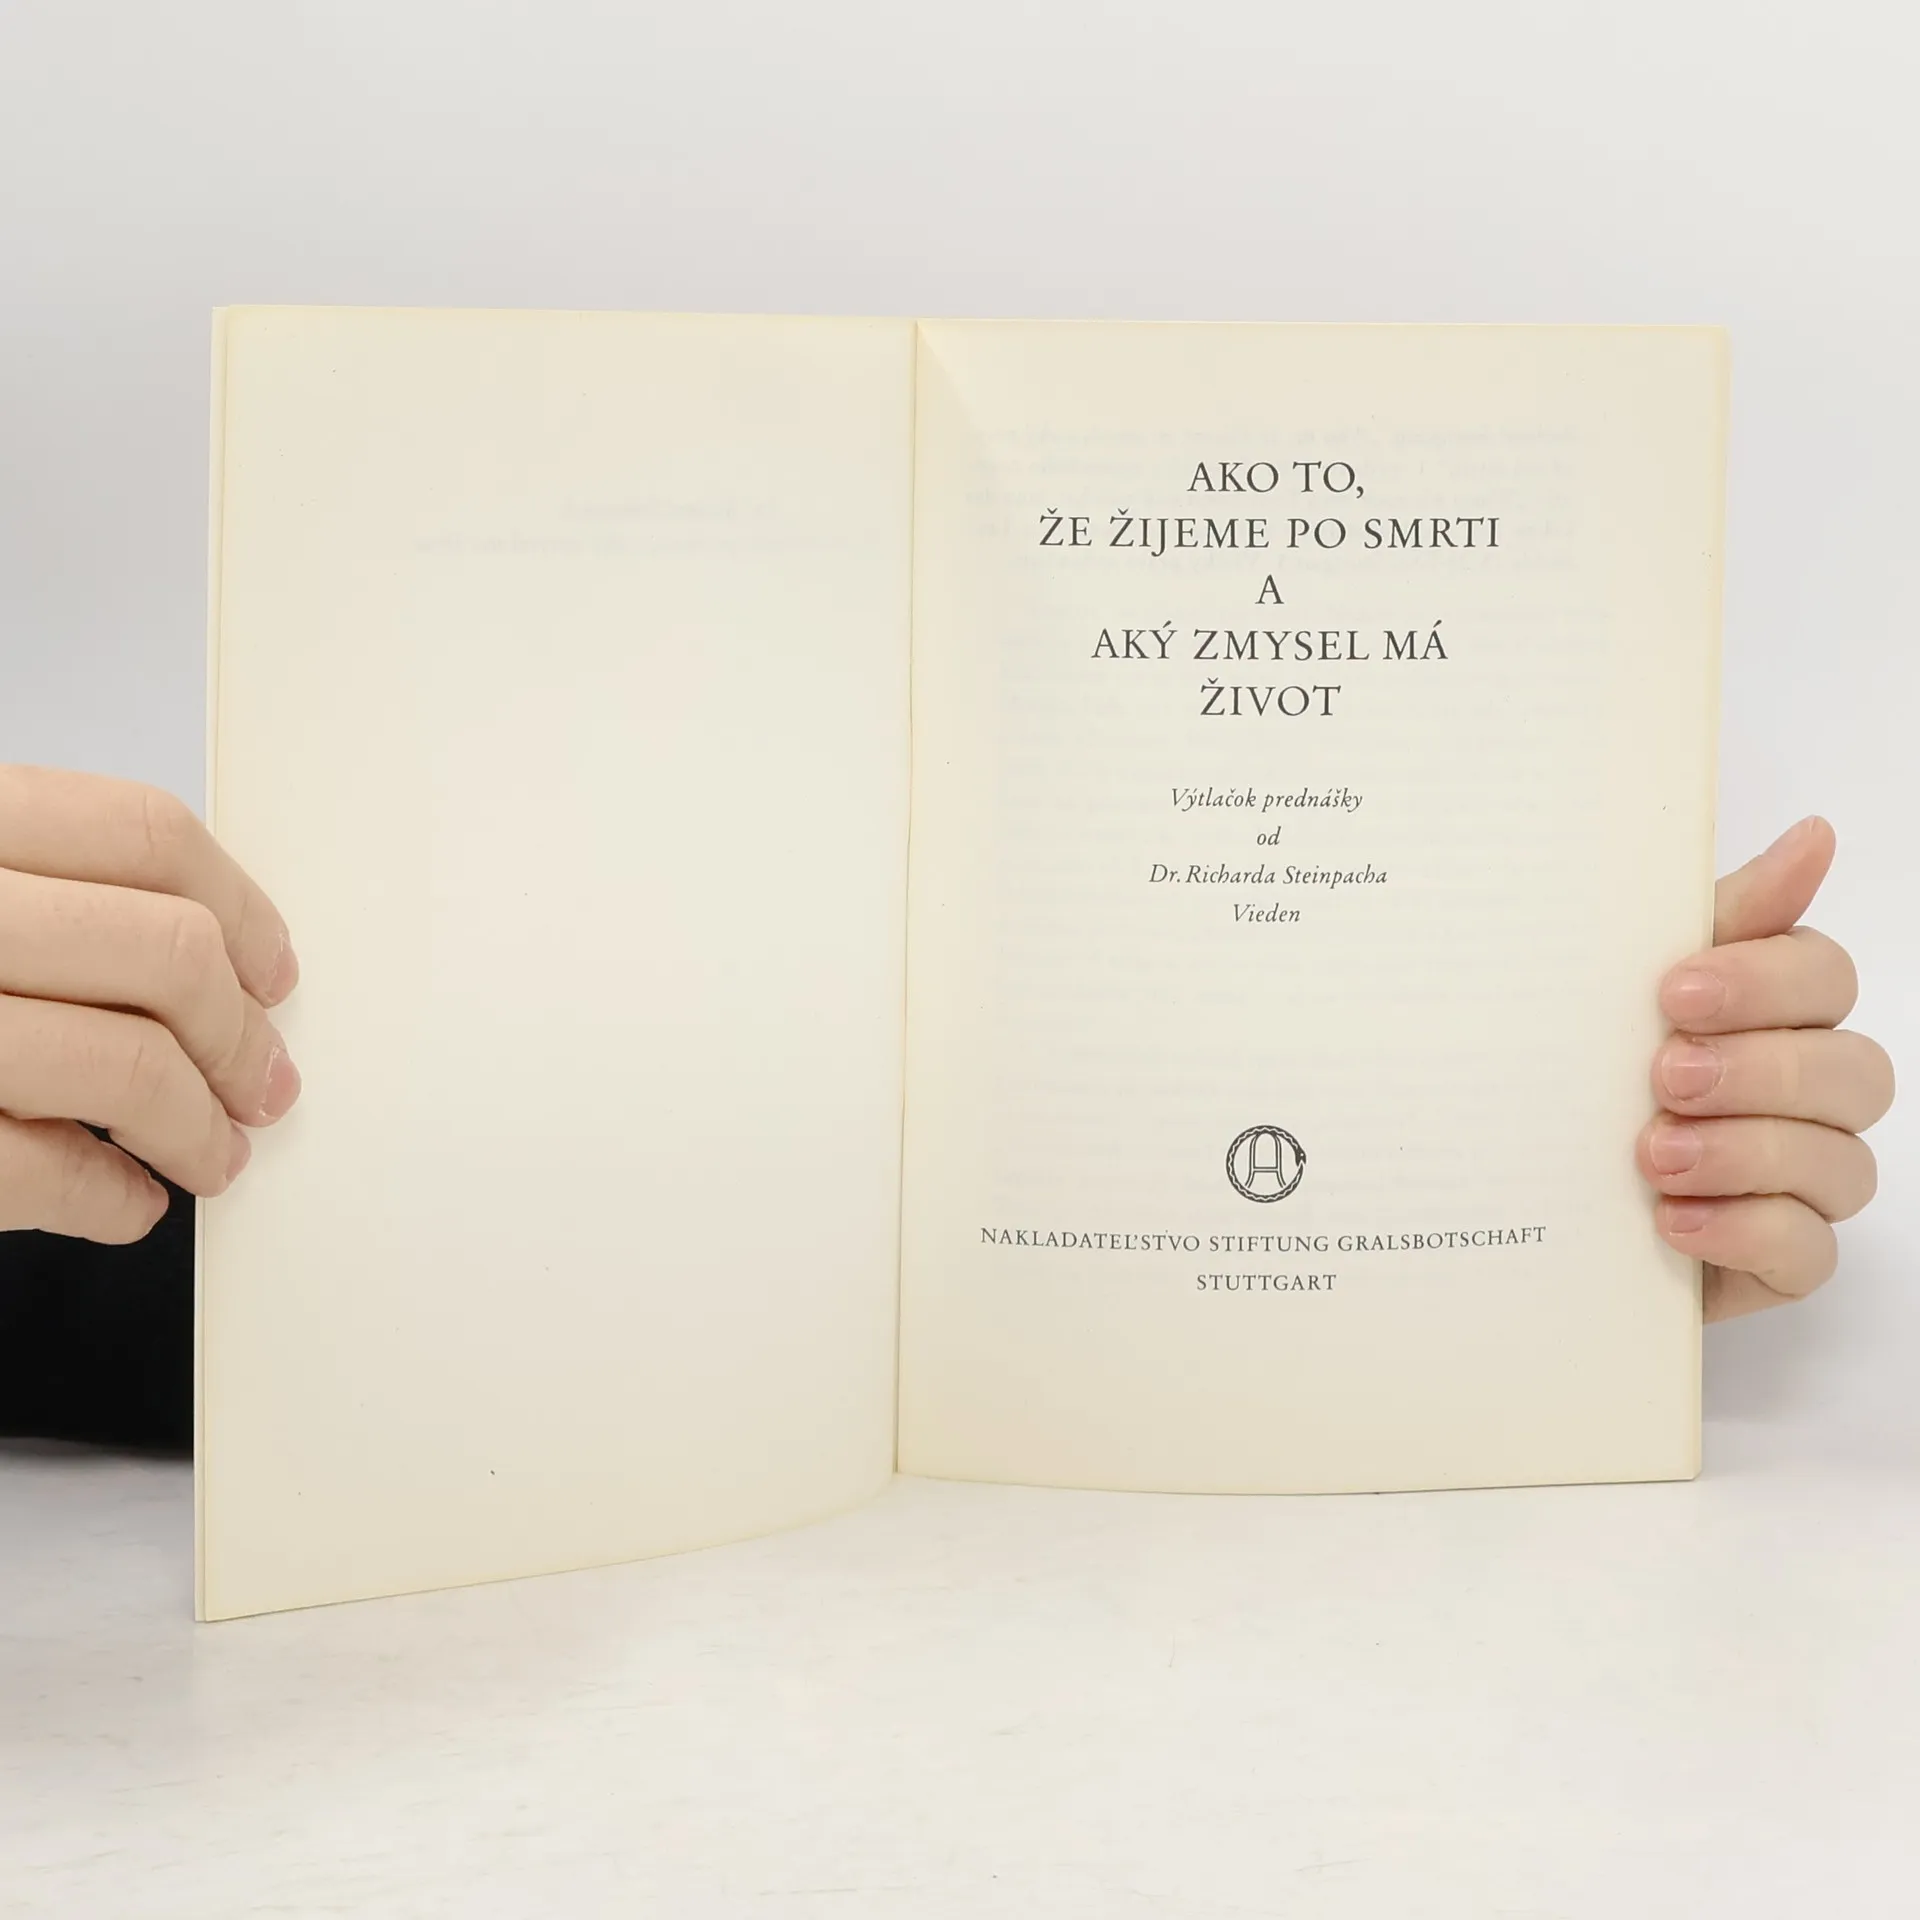 AKO TO,
ŽE ŽIJEME PO SMRTI
A
AKÝ ZMYSEL MÁ
ŽIVOT
Výtlačok prednášky
od
Dr. Richarda Steinpacha
Vieden
A
NAKLADATEĽSTVO STIFTUNG GRALSBOTSCHAFT
STUTTGART